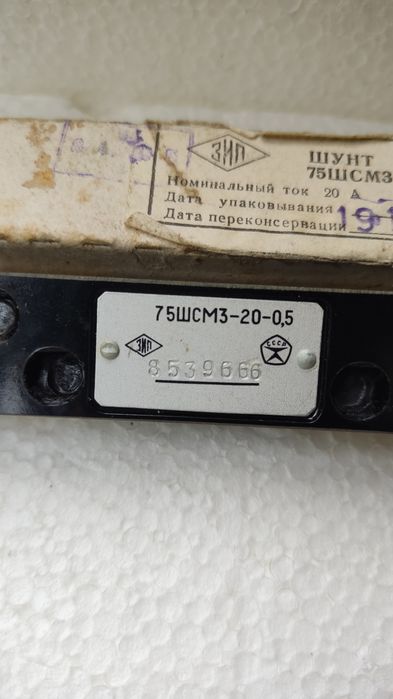 ЗИП
ШУНТ
75ШСМ3
Номинальный ток 20 А
Дата упаковывания
Дата переконсервации
75ШСМ3-20-0,5
ЗИП
СССР
8539666